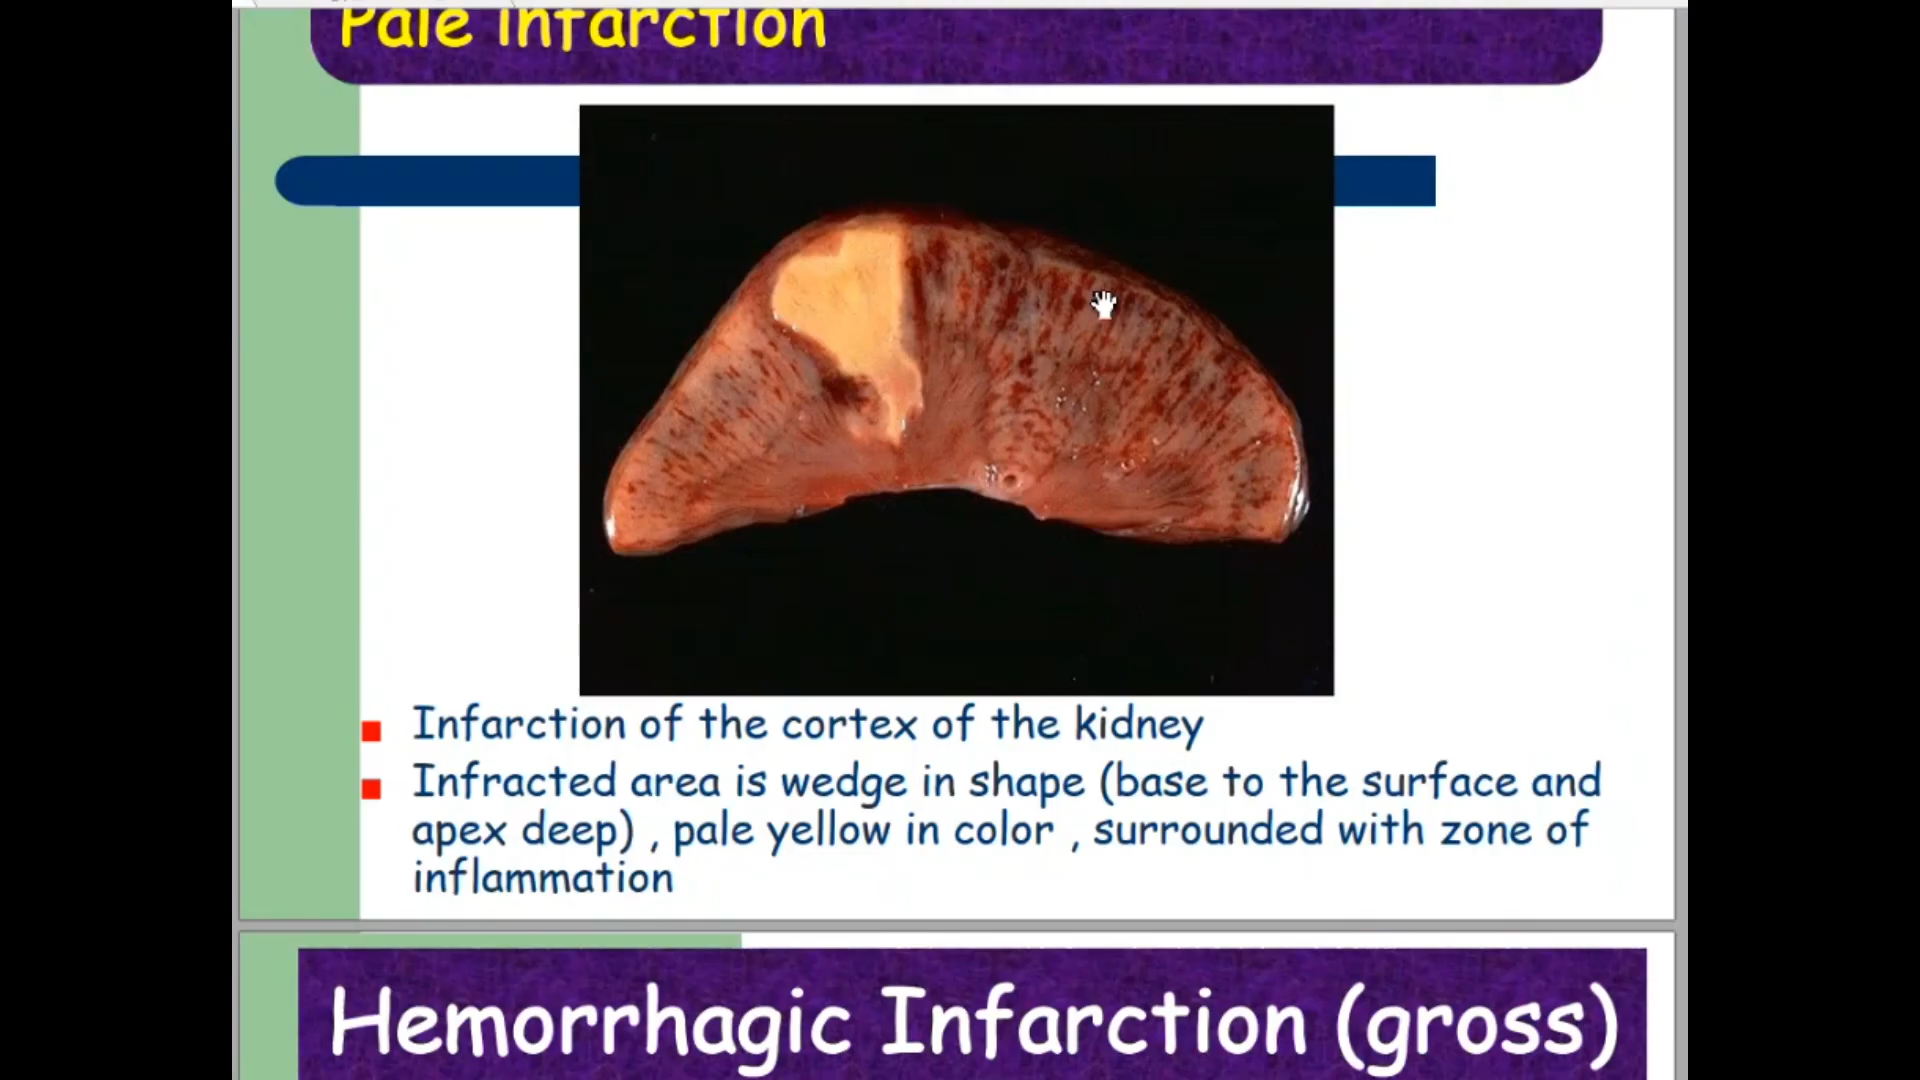 Pale infarction
Infarction of the cortex of the kidney
Infracted area is wedge in shape (base to the surface and
apex deep) , pale yellow in color , surrounded with zone of
inflammation
Hemorrhagic Infarction (gross)